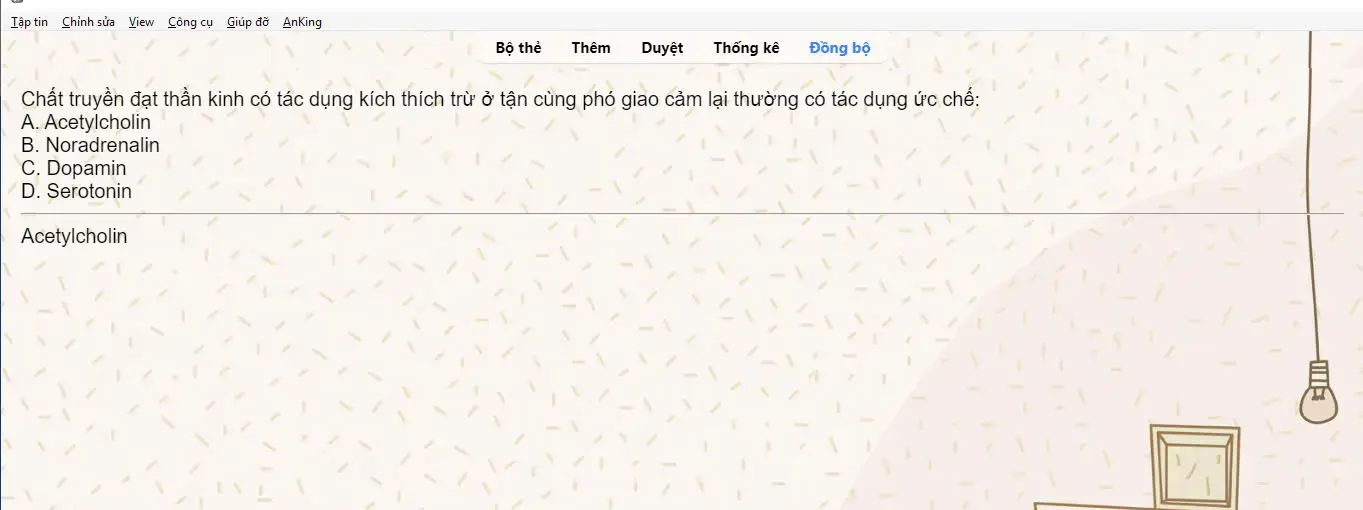 Tập tin Chỉnh sửa View Công cụ Giúp đỡ AnKing
Bộ thẻ Thêm Duyệt Thống kê Đồng bộ
Chất truyền đạt thần kinh có tác dụng kích thích trừ ở tận cùng phó giao cảm lại thường có tác dụng ức chế:
A. Acetylcholin
B. Noradrenalin
C. Dopamin
D. Serotonin
Acetylcholin